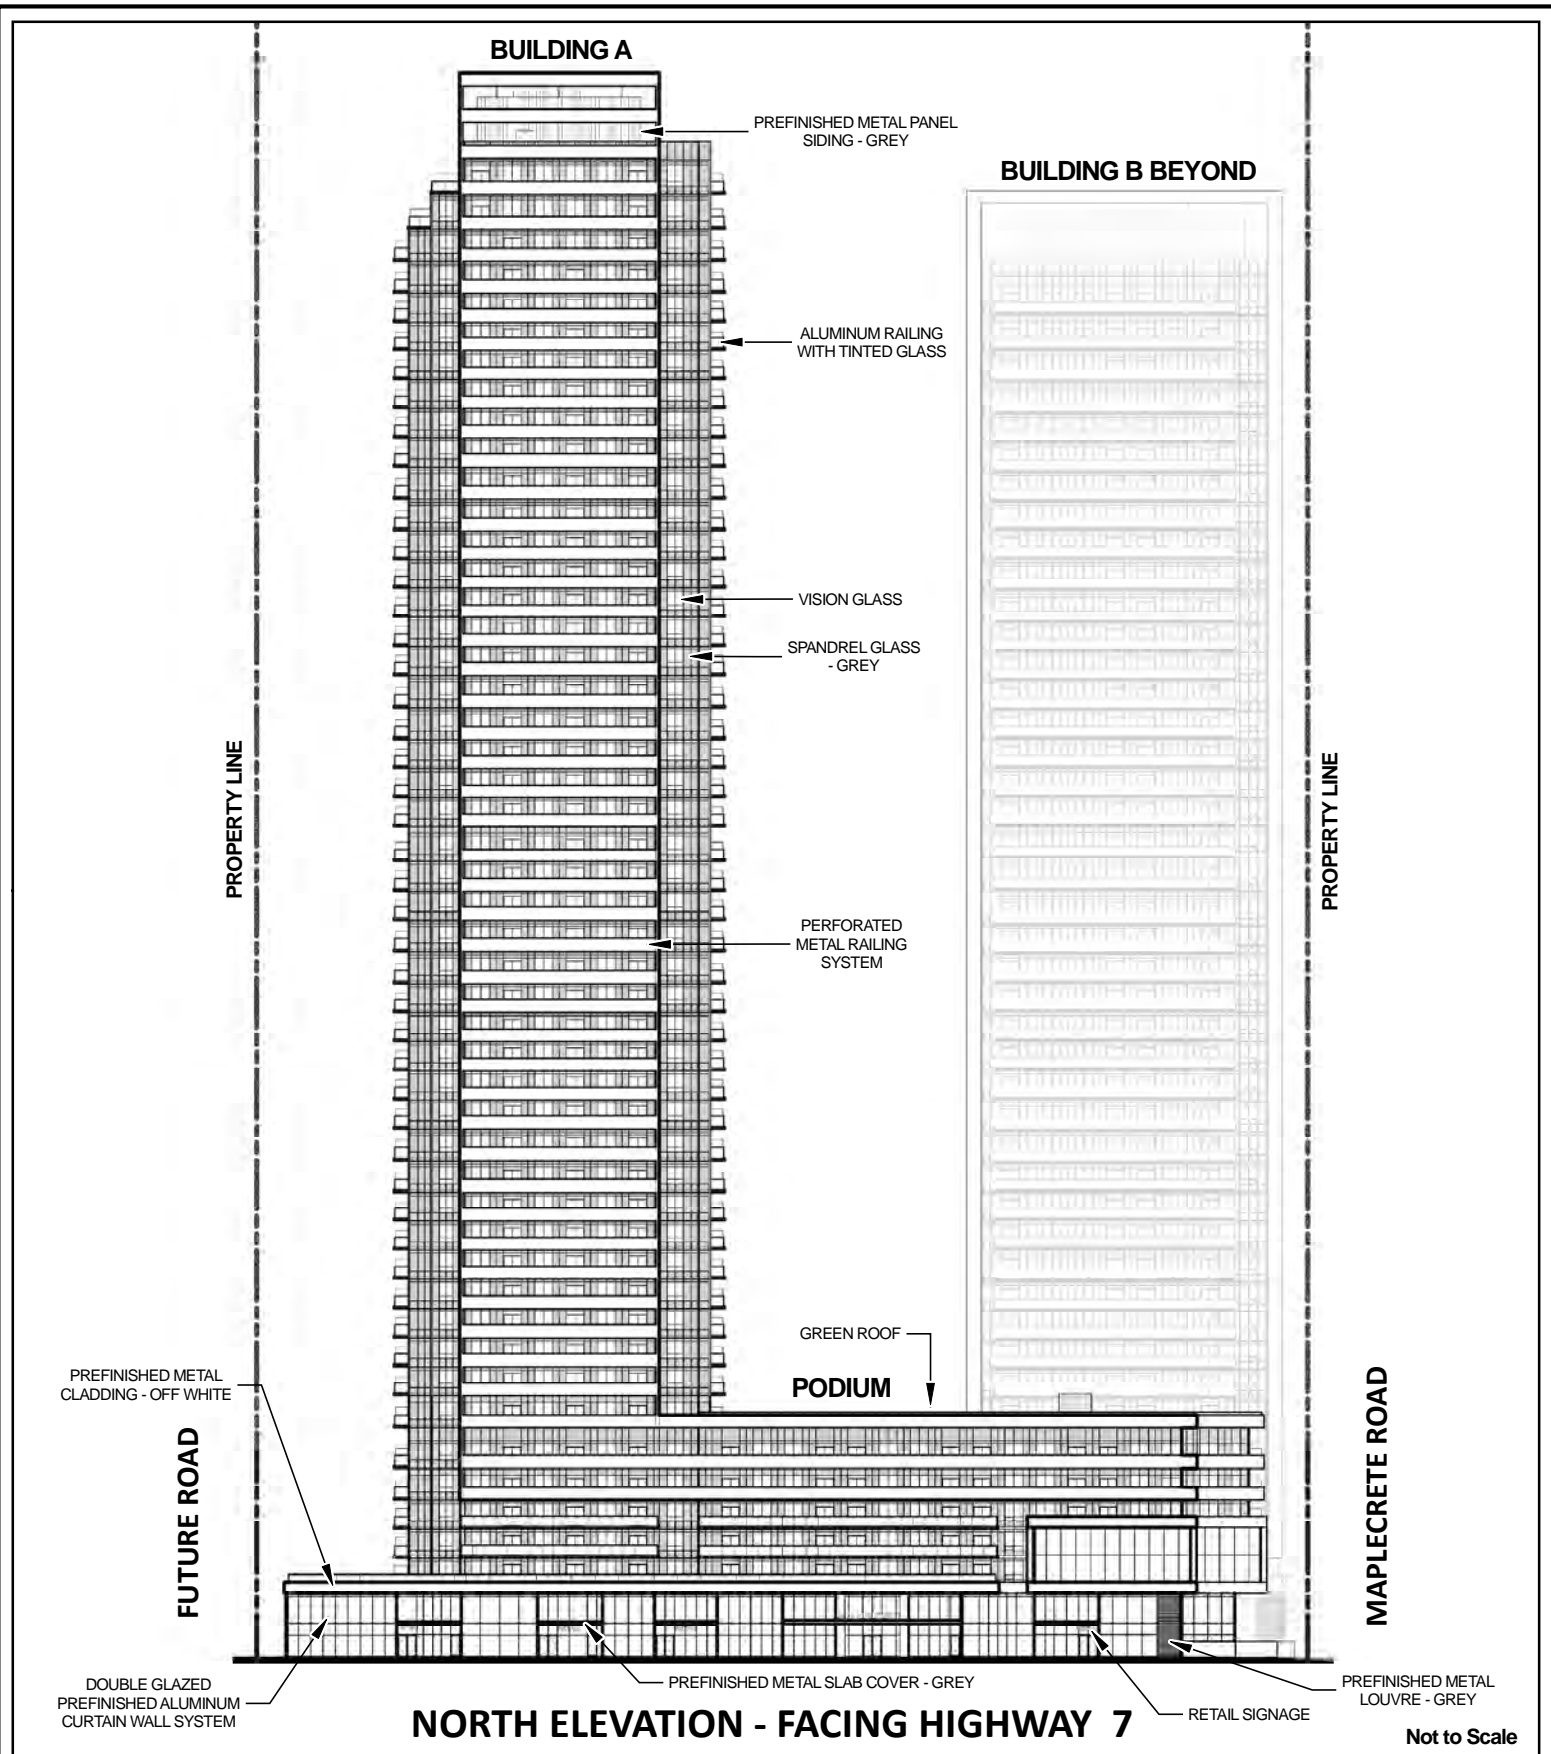 BUILDING A
PREFINISHED METAL PANEL
SIDING - GREY
BUILDING B BEYOND
ALUMINUM RAILING
WITH TINTED GLASS
VISION GLASS
SPANDREL GLASS
- GREY
PROPERTY LINE
PROPERTY LINE
PERFORATED
METAL RAILING
SYSTEM
GREEN ROOF
PODIUM
PREFINISHED METAL
CLADDING - OFF WHITE
FUTURE ROAD
MAPLECRETE ROAD
DOUBLE GLAZED
PREFINISHED ALUMINUM
CURTAIN WALL SYSTEM
PREFINISHED METAL SLAB COVER - GREY
RETAIL SIGNAGE
PREFINISHED METAL
LOUVRE - GREY
NORTH ELEVATION - FACING HIGHWAY 7
Not to Scale